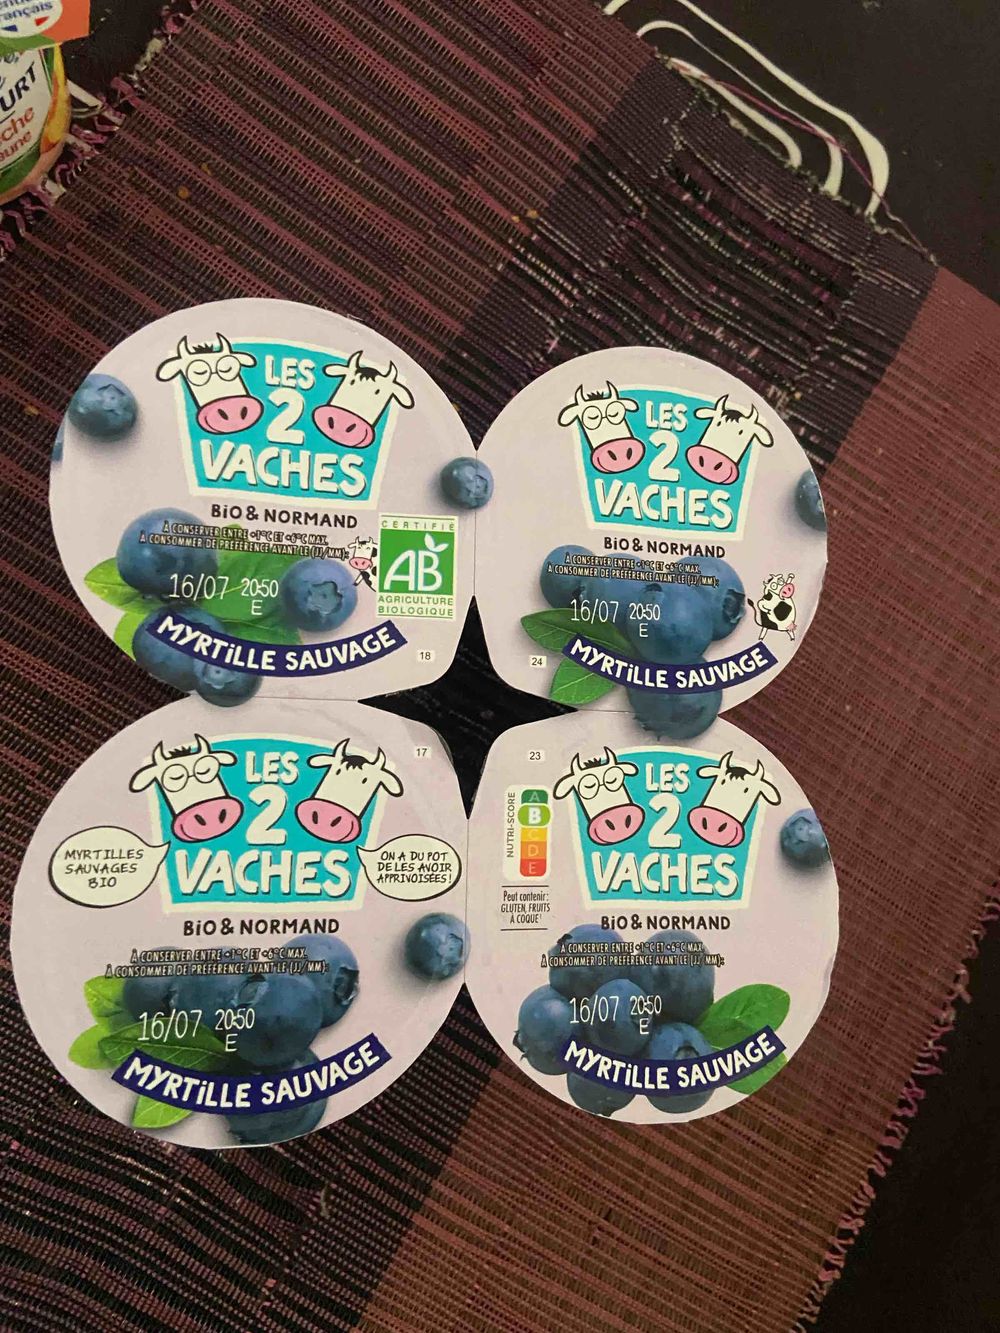 URT
LES
2
VACHES
BiO & NORMAND
À CONSERVER ENTRE +1°C ET +6°C MAX.
À CONSOMMER DE PRÉFÉRENCE AVANT LE (JJ/MM):
16/07 20:50
E
MYRTiLLE SAUVAGE
18
CERTIFIÉ
AB
AGRICULTURE
BIOLOGIQUE
LES
2
VACHES
BiO & NORMAND
À CONSERVER ENTRE +1°C ET +6°C MAX.
À CONSOMMER DE PRÉFÉRENCE AVANT LE (JJ/MM):
16/07 20:50
E
MYRTiLLE SAUVAGE
24
17
LES
2
VACHES
MYRTILLES
SAUVAGES
BIO
ON A DU POT
DE LES AVOIR
APPRIVOISÉES !
BiO & NORMAND
À CONSERVER ENTRE +1°C ET +6°C MAX.
À CONSOMMER DE PRÉFÉRENCE AVANT LE (JJ/MM):
16/07 20:50
E
MYRTiLLE SAUVAGE
23
LES
2
VACHES
NUTRI-SCORE
A
B
C
D
E
Peut contenir:
GLUTEN, FRUITS
À COQUE
BiO & NORMAND
À CONSERVER ENTRE +1°C ET +6°C MAX.
À CONSOMMER DE PRÉFÉRENCE AVANT LE (JJ/MM):
16/07 20:50
E
MYRTiLLE SAUVAGE